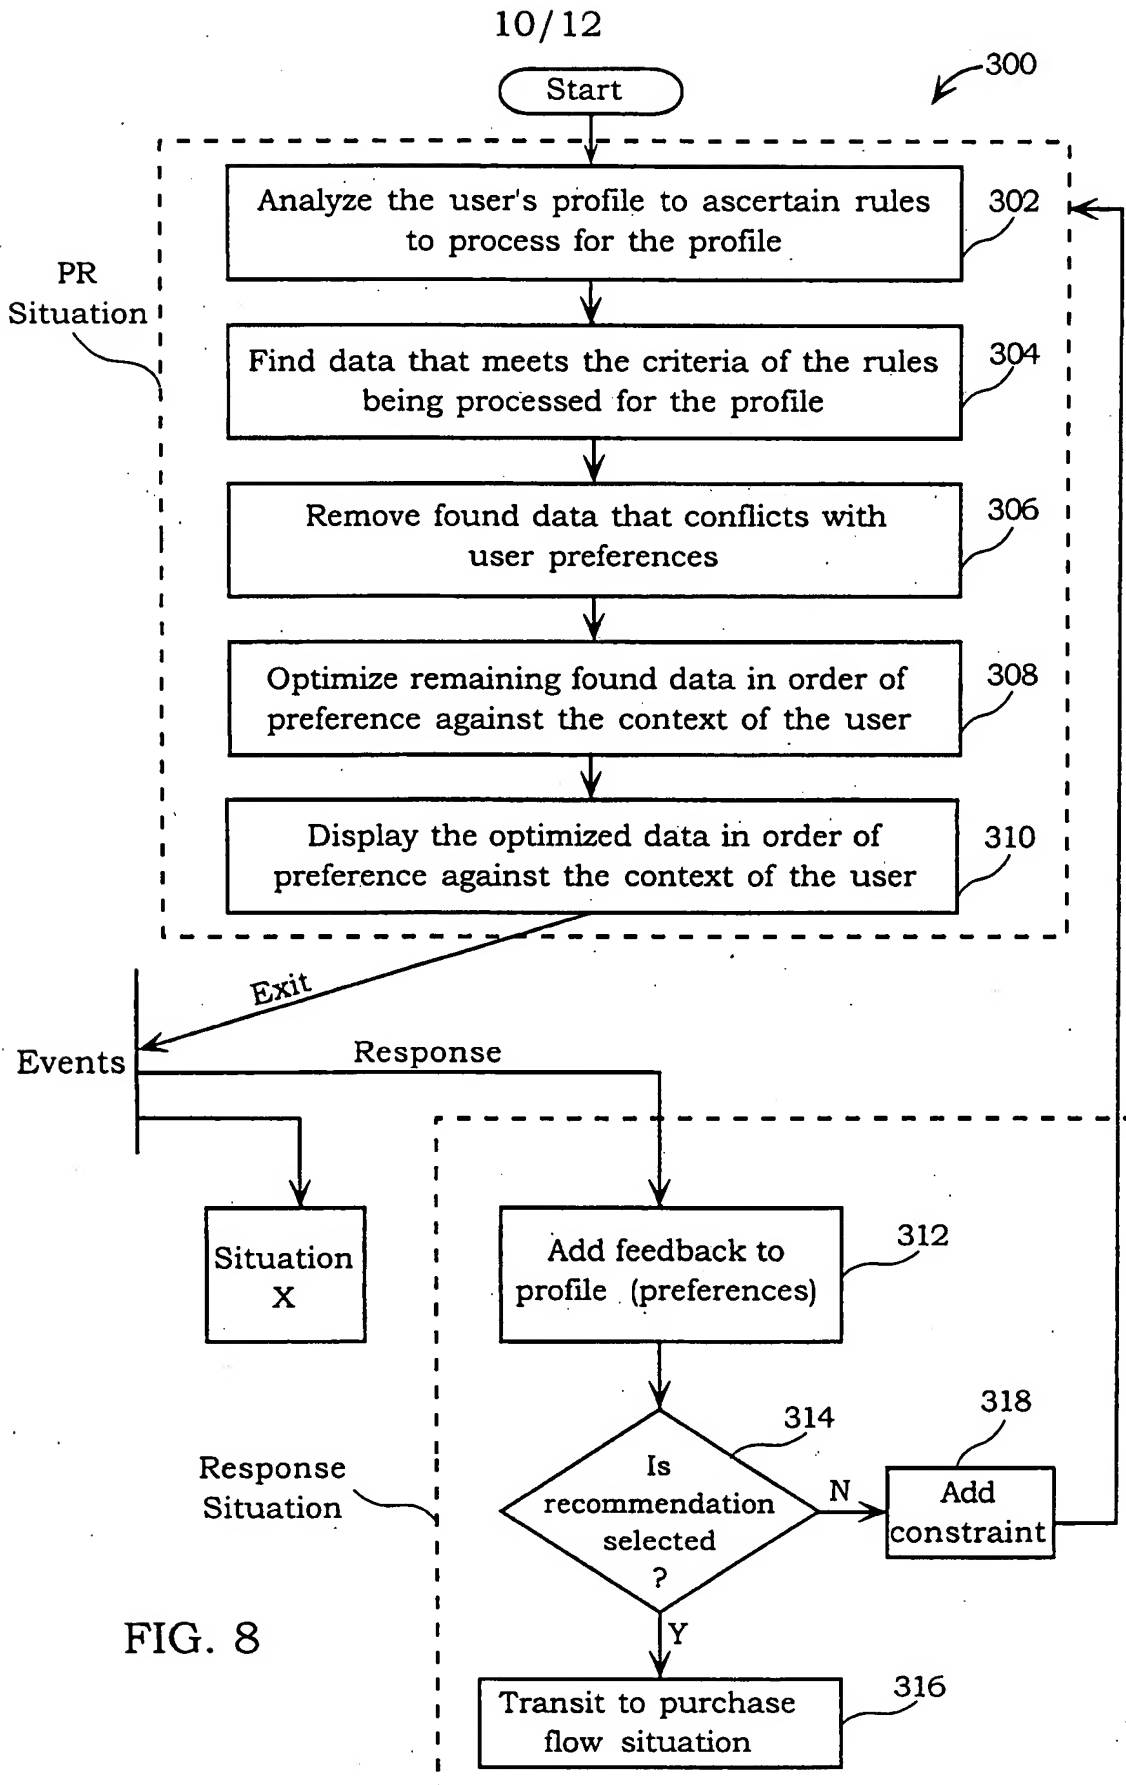 10/12
300
Start
Analyze the user's profile to ascertain rules
to process for the profile
302
PR
Situation
Find data that meets the criteria of the rules
being processed for the profile
304
Remove found data that conflicts with
user preferences
306
Optimize remaining found data in order of
preference against the context of the user
308
Display the optimized data in order of
preference against the context of the user
310
Exit
Events
Response
Situation
X
Add feedback to
profile (preferences)
312
Response
Situation
Is
recommendation
selected
?
314
N
Add
constraint
318
Y
Transit to purchase
flow situation
316
FIG. 8